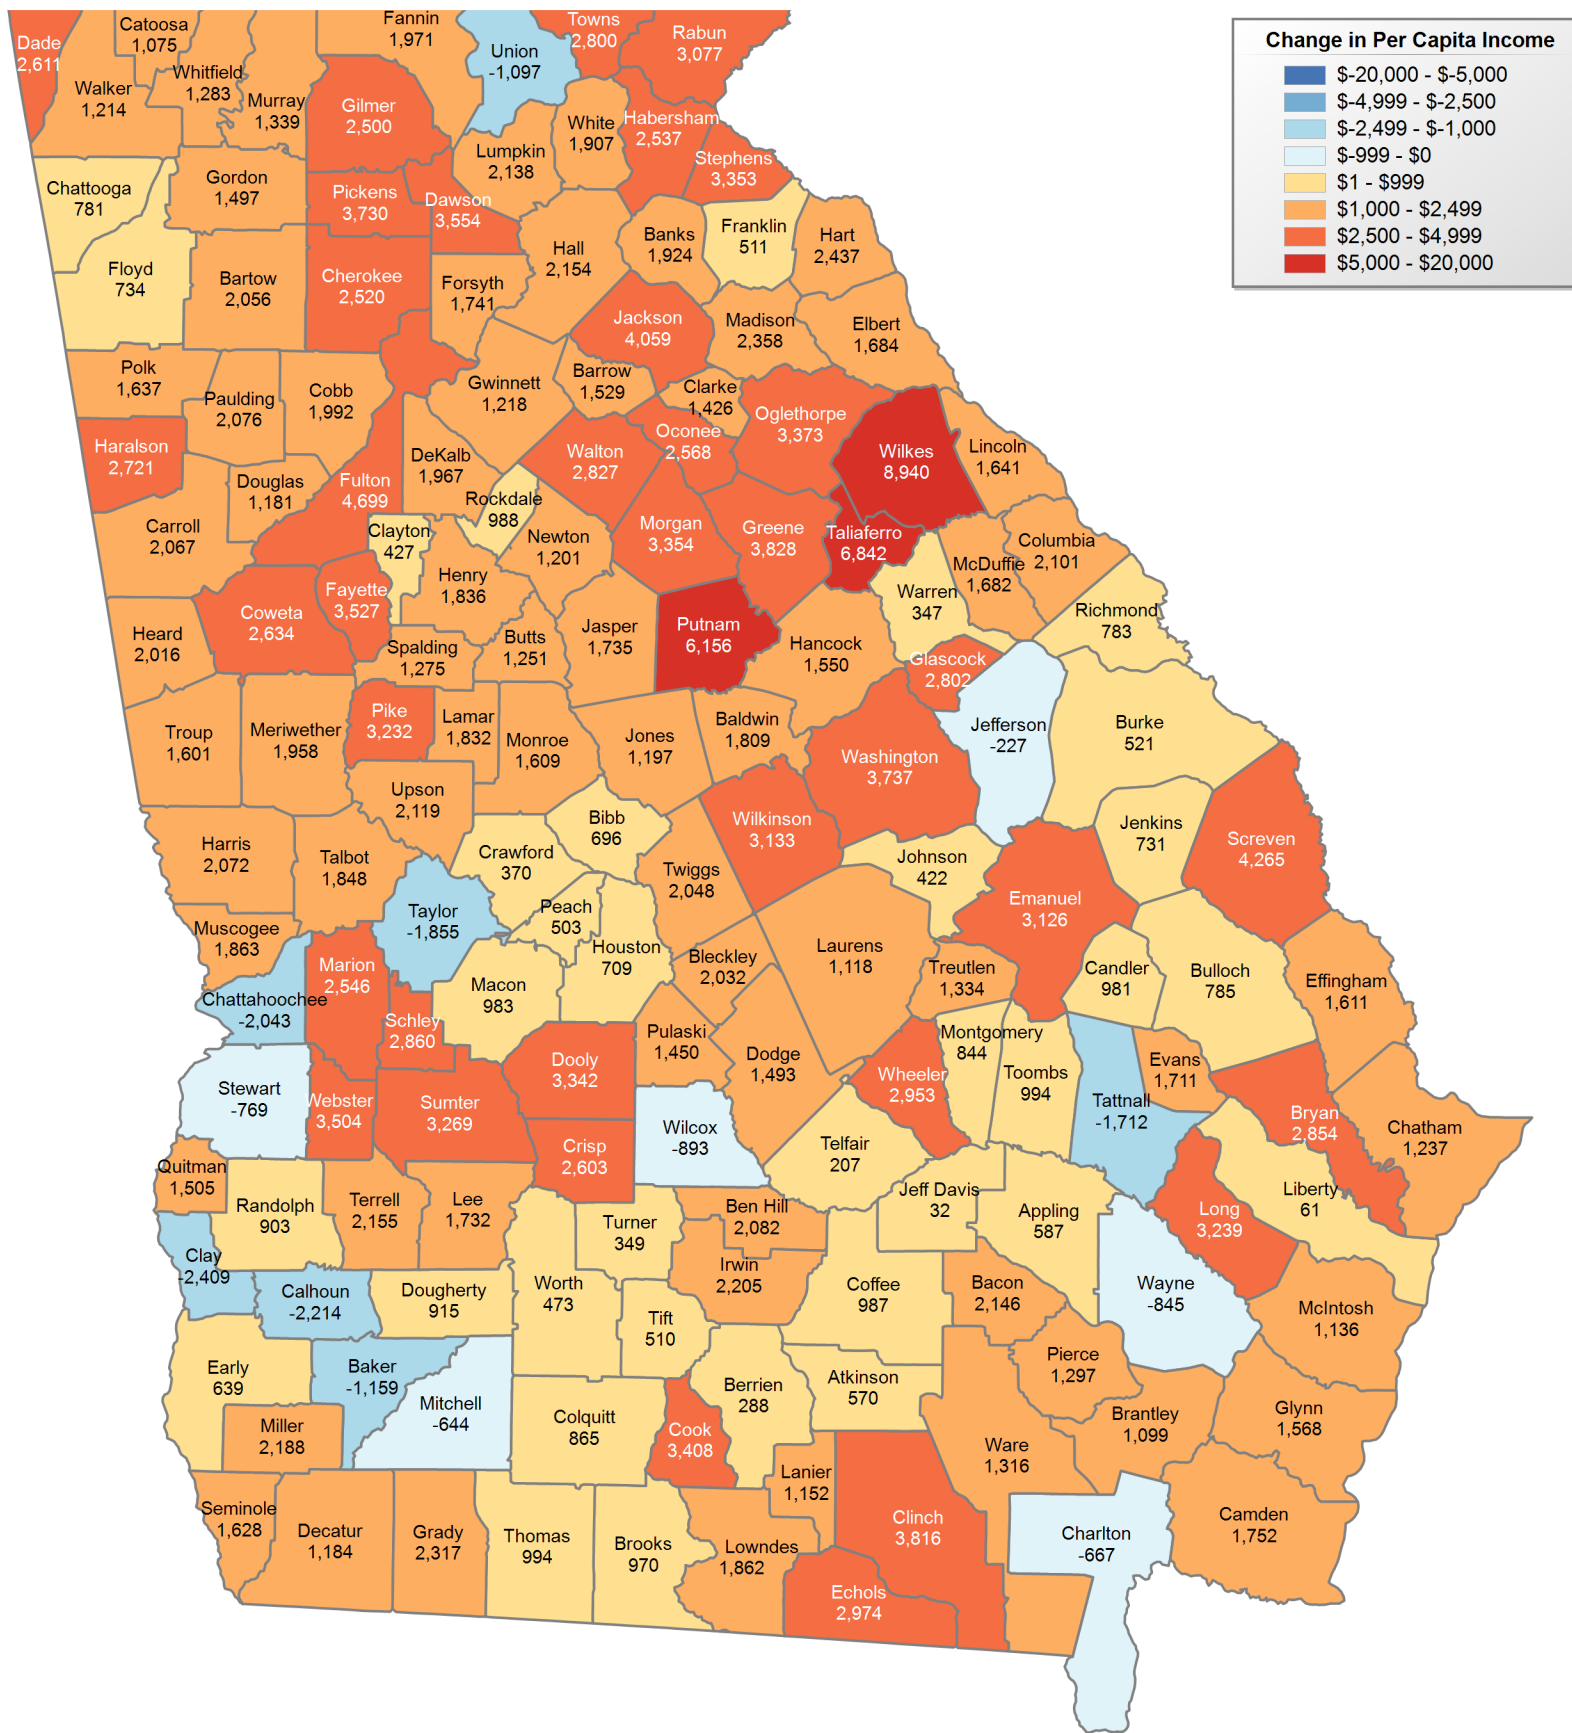 Change in Per Capita Income
$-20,000 - $-5,000
$-4,999 - $-2,500
$-2,499 - $-1,000
$-999 - $0
$1 - $999
$1,000 - $2,499
$2,500 - $4,999
$5,000 - $20,000
Dade
2,611
Catoosa
1,075
Walker
1,214
Whitfield
1,283
Murray
1,339
Fannin
1,971
Gilmer
2,500
Union
-1,097
Towns
2,800
Rabun
3,077
White
1,907
Habersham
2,537
Lumpkin
2,138
Stephens
3,353
Chattooga
781
Gordon
1,497
Pickens
3,730
Dawson
3,554
Floyd
734
Bartow
2,056
Cherokee
2,520
Forsyth
1,741
Hall
2,154
Banks
1,924
Franklin
511
Hart
2,437
Jackson
4,059
Madison
2,358
Elbert
1,684
Polk
1,637
Paulding
2,076
Cobb
1,992
Gwinnett
1,218
Barrow
1,529
Clarke
1,426
Oglethorpe
3,373
Haralson
2,721
Fulton
4,699
DeKalb
1,967
Walton
2,827
Oconee
2,568
Wilkes
8,940
Lincoln
1,641
Douglas
1,181
Rockdale
988
Carroll
2,067
Clayton
427
Newton
1,201
Morgan
3,354
Greene
3,828
Taliaferro
6,842
Columbia
2,101
McDuffie
1,682
Henry
1,836
Fayette
3,527
Coweta
2,634
Warren
347
Richmond
783
Heard
2,016
Spalding
1,275
Butts
1,251
Jasper
1,735
Putnam
6,156
Hancock
1,550
Glascock
2,802
Troup
1,601
Meriwether
1,958
Pike
3,232
Lamar
1,832
Monroe
1,609
Jones
1,197
Baldwin
1,809
Washington
3,737
Jefferson
-227
Burke
521
Upson
2,119
Bibb
696
Wilkinson
3,133
Jenkins
731
Screven
4,265
Harris
2,072
Talbot
1,848
Crawford
370
Twiggs
2,048
Johnson
422
Emanuel
3,126
Muscogee
1,863
Taylor
-1,855
Peach
503
Houston
709
Bleckley
2,032
Laurens
1,118
Treutlen
1,334
Candler
981
Bulloch
785
Effingham
1,611
Marion
2,546
Chattahoochee
-2,043
Macon
983
Schley
2,860
Pulaski
1,450
Dodge
1,493
Montgomery
844
Toombs
994
Evans
1,711
Stewart
-769
Webster
3,504
Sumter
3,269
Dooly
3,342
Wheeler
2,953
Tattnall
-1,712
Bryan
2,854
Chatham
1,237
Crisp
2,603
Wilcox
-893
Telfair
207
Quitman
1,505
Randolph
903
Terrell
2,155
Lee
1,732
Turner
349
Ben Hill
2,082
Jeff Davis
32
Appling
587
Long
3,239
Liberty
61
Clay
-2,409
Calhoun
-2,214
Dougherty
915
Worth
473
Irwin
2,205
Coffee
987
Bacon
2,146
Wayne
-845
McIntosh
1,136
Tift
510
Early
639
Baker
-1,159
Mitchell
-644
Berrien
288
Atkinson
570
Pierce
1,297
Miller
2,188
Colquitt
865
Cook
3,408
Brantley
1,099
Glynn
1,568
Ware
1,316
Lanier
1,152
Seminole
1,628
Decatur
1,184
Grady
2,317
Thomas
994
Brooks
970
Lowndes
1,862
Clinch
3,816
Charlton
-667
Camden
1,752
Echols
2,974